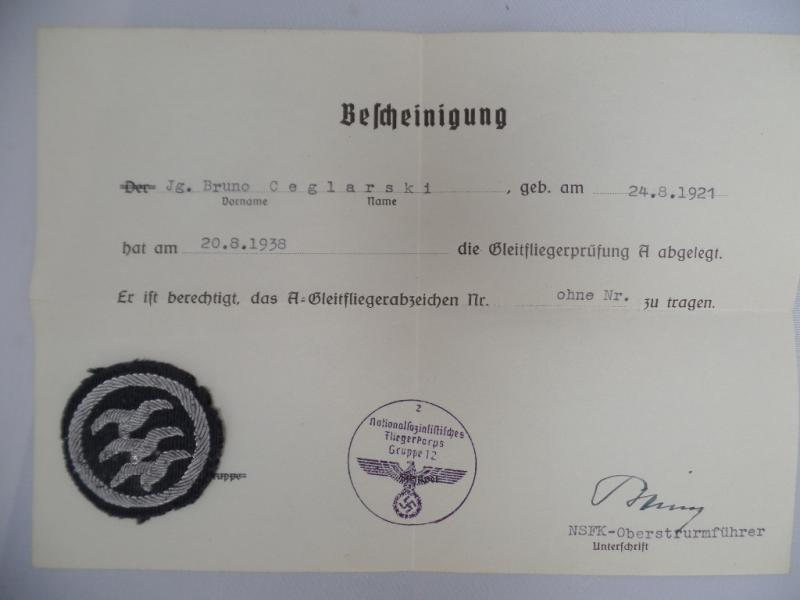 Bescheinigung
Der Jg. Bruno Ceglarski, geb. am 24.8.1921
Vorname Name
hat am 20.8.1938 die Gleitfliegerprüfung A abgelegt.
Er ist berechtigt, das A=Gleitfliegerabzeichen Nr. ohne Nr. zu tragen.
2
Nationalsozialistisches
Fliegerkorps
Gruppe 12
NSFK-Obersturmführer
Unterschrift